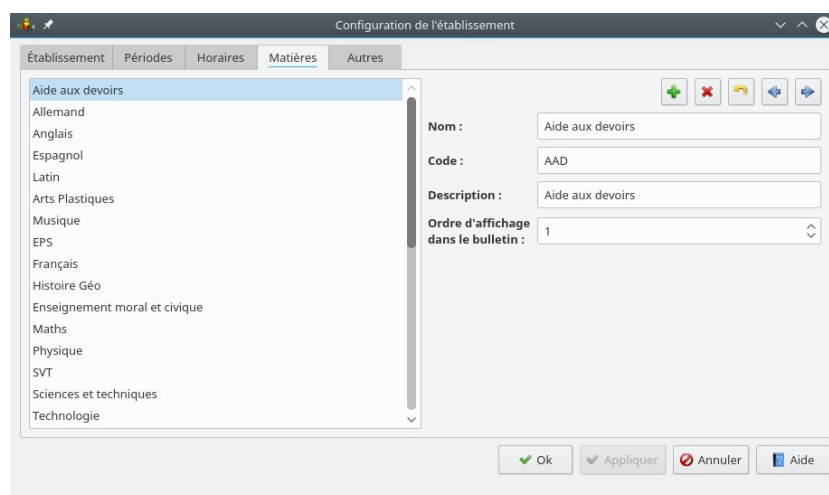 Configuration de l'établissement
Établissement Périodes Horaires Matières Autres
Aide aux devoirs
Allemand
Anglais
Espagnol
Latin
Arts Plastiques
Musique
EPS
Français
Histoire Géo
Enseignement moral et civique
Maths
Physique
SVT
Sciences et techniques
Technologie
Nom : Aide aux devoirs
Code : AAD
Description : Aide aux devoirs
Ordre d'affichage
dans le bulletin : 1
Ok Appliquer Annuler Aide